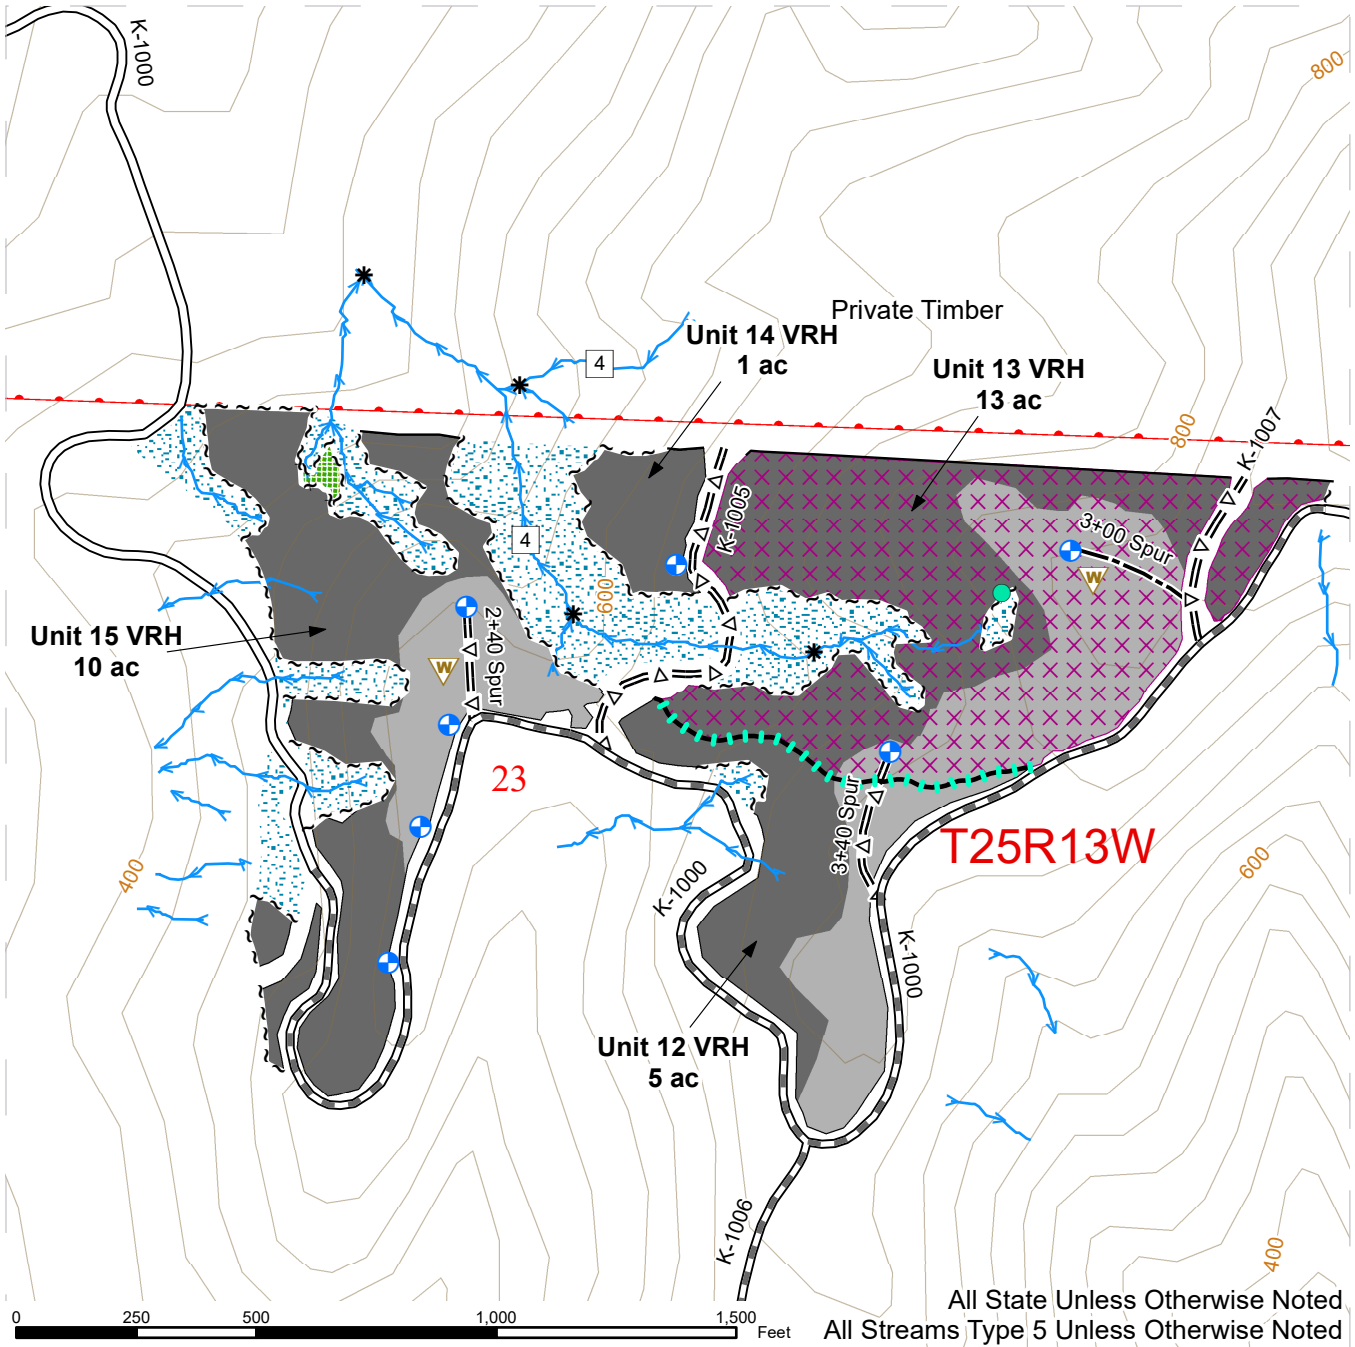 K-1000
800
Private Timber
Unit 14 VRH
1 ac
4
Unit 13 VRH
13 ac
800
K-1007
K-1005
3+00 Spur
4
W
600
Unit 15 VRH
10 ac
2+40 Spur
W
23
3+40 Spur
T25R13W
400
600
K-1000
K-1000
Unit 12 VRH
5 ac
K-1006
400
All State Unless Otherwise Noted
All Streams Type 5 Unless Otherwise Noted
0 250 500 1,000 1,500
Feet